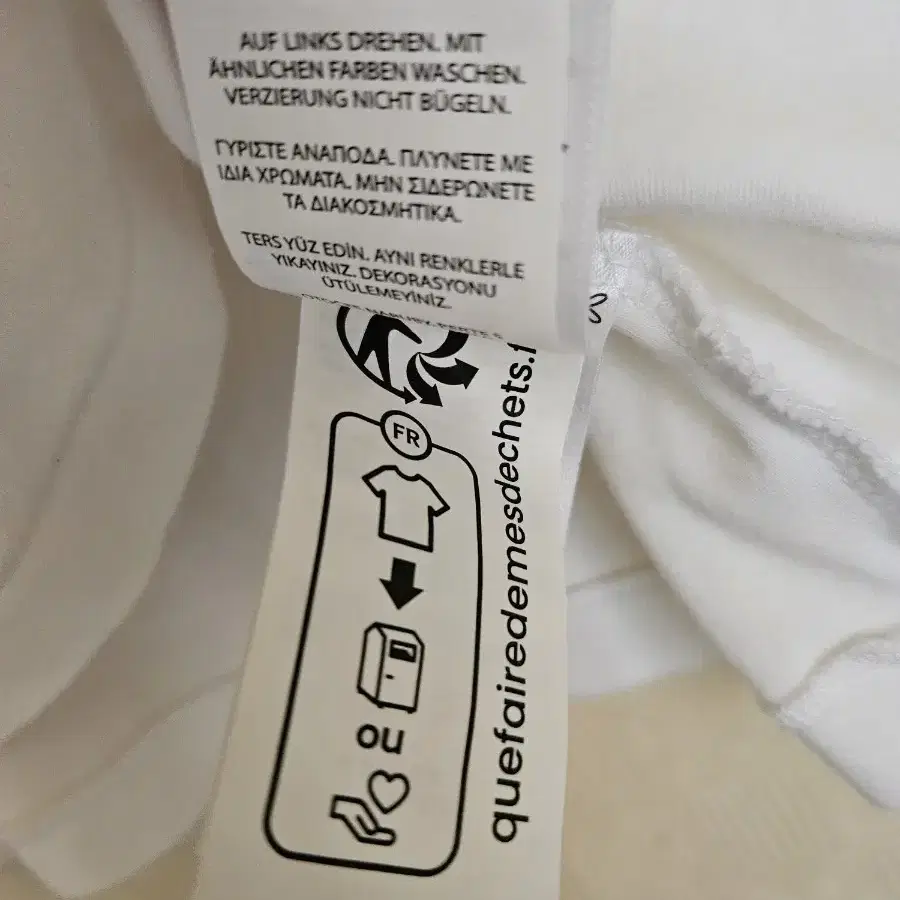 AUF LINKS DREHEN. MIT
ÄHNLICHEN FARBEN WASCHEN.
VERZIERUNG NICHT BÜGELN.
ΓΥΡΙΣΤΕ ΑΝΑΠΟΔΑ. ΠΛΥΝΕΤΕ ΜΕ
ΙΔΙΑ ΧΡΩΜΑΤΑ. ΜΗΝ ΣΙΔΕΡΩΝΕΤΕ
ΤΑ ΔΙΑΚΟΣΜΗΤΙΚΑ.
TERS YÜZ EDİN. AYNI RENKLERLE
YIKAYINIZ. DEKORASYONU
ÜTÜLEMEYİNİZ.
FR
ou
quefairedemesdechets.f